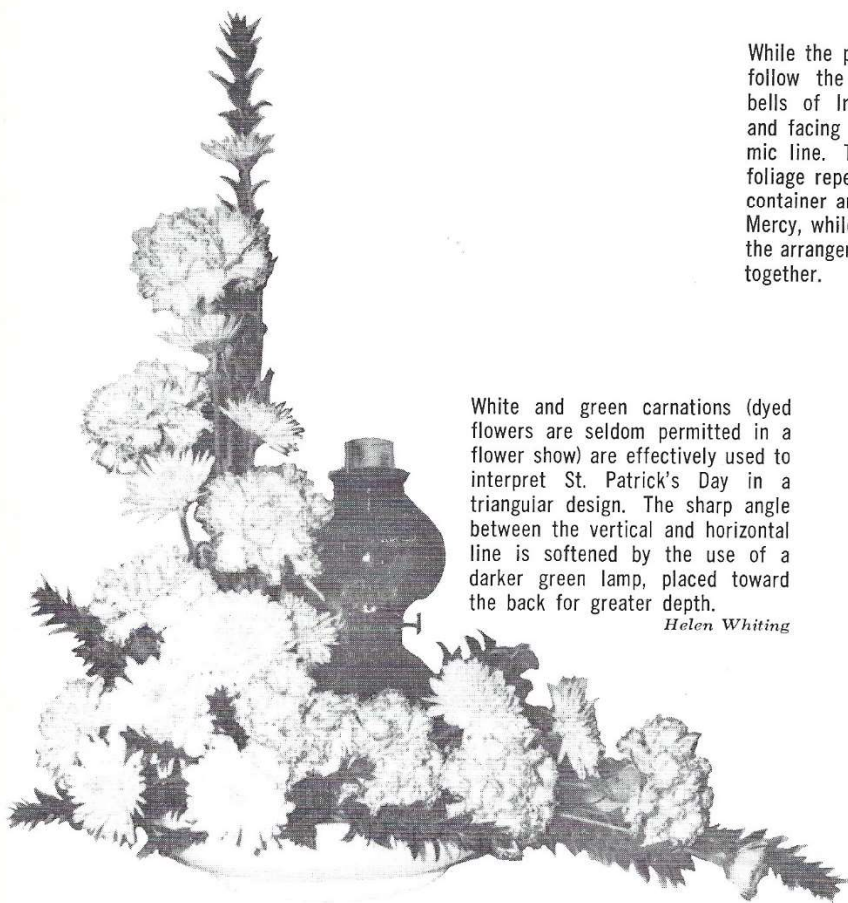 While the p
follow the
bells of Ir
and facing
mic line. T
foliage repe
container a
Mercy, while
the arranger
together.
White and green carnations (dyed
flowers are seldom permitted in a
flower show) are effectively used to
interpret St. Patrick's Day in a
triangular design. The sharp angle
between the vertical and horizontal
line is softened by the use of a
darker green lamp, placed toward
the back for greater depth.
Helen Whiting